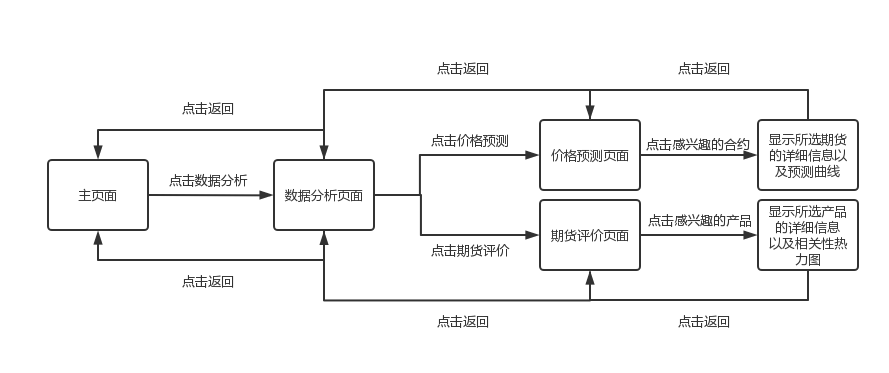 点击返回
点击返回
点击返回
点击价格预测
点击感兴趣的合约
显示所选期货
的详细信息以
及预测曲线
价格预测页面
主页面
点击数据分析
数据分析页面
点击感兴趣的产品
显示所选产品
的详细信息
以及相关性热
力图
期货评价页面
点击期货评价
点击返回
点击返回
点击返回